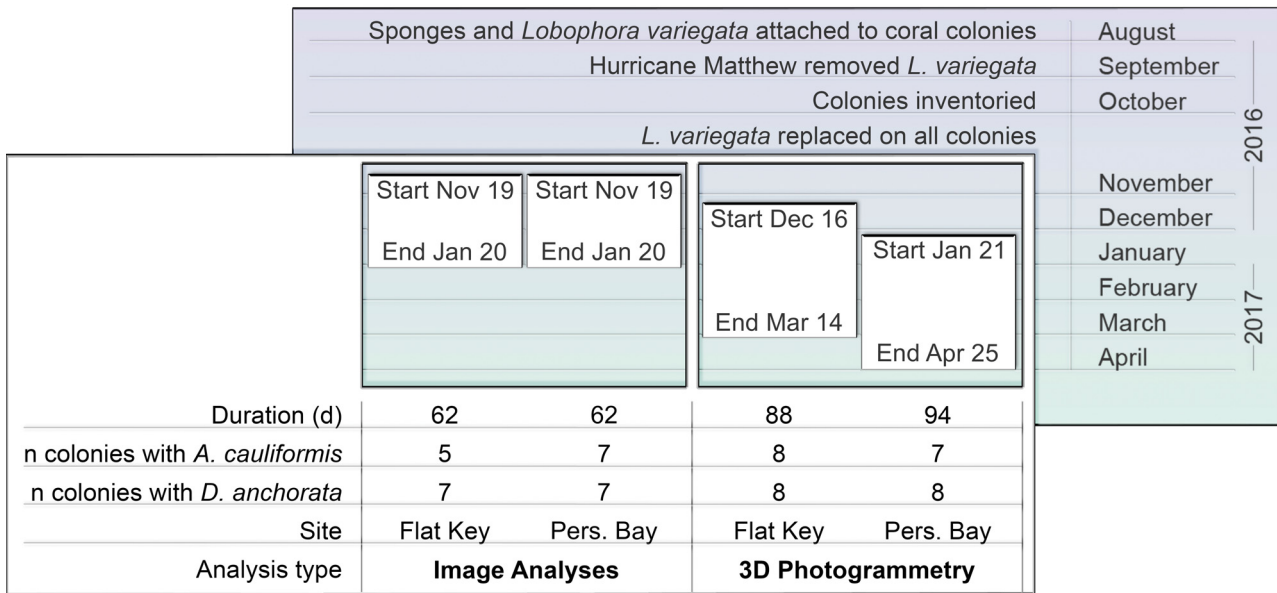 Sponges and Lobophora variegata attached to coral colonies August
Hurricane Matthew removed L. variegata September
Colonies inventoried October
L. variegata replaced on all colonies
2016
November
December
January
February
March
April
2017
Start Nov 19 Start Nov 19 Start Dec 16 Start Jan 21
End Jan 20 End Jan 20 End Mar 14 End Apr 25
Duration (d) 62 62 88 94
n colonies with A. cauliformis 5 7 8 7
n colonies with D. anchorata 7 7 8 8
Site Flat Key Pers. Bay Flat Key Pers. Bay
Analysis type Image Analyses 3D Photogrammetry